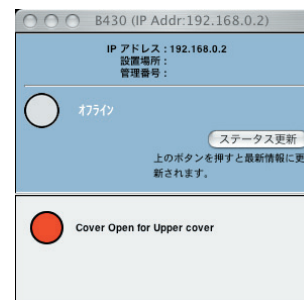 B430 (IP Addr:192.168.0.2)
IP アドレス : 192.168.0.2
設置場所 :
管理番号 :
オフライン
ステータス更新
上のボタンを押すと最新情報に更
新されます。
Cover Open for Upper cover